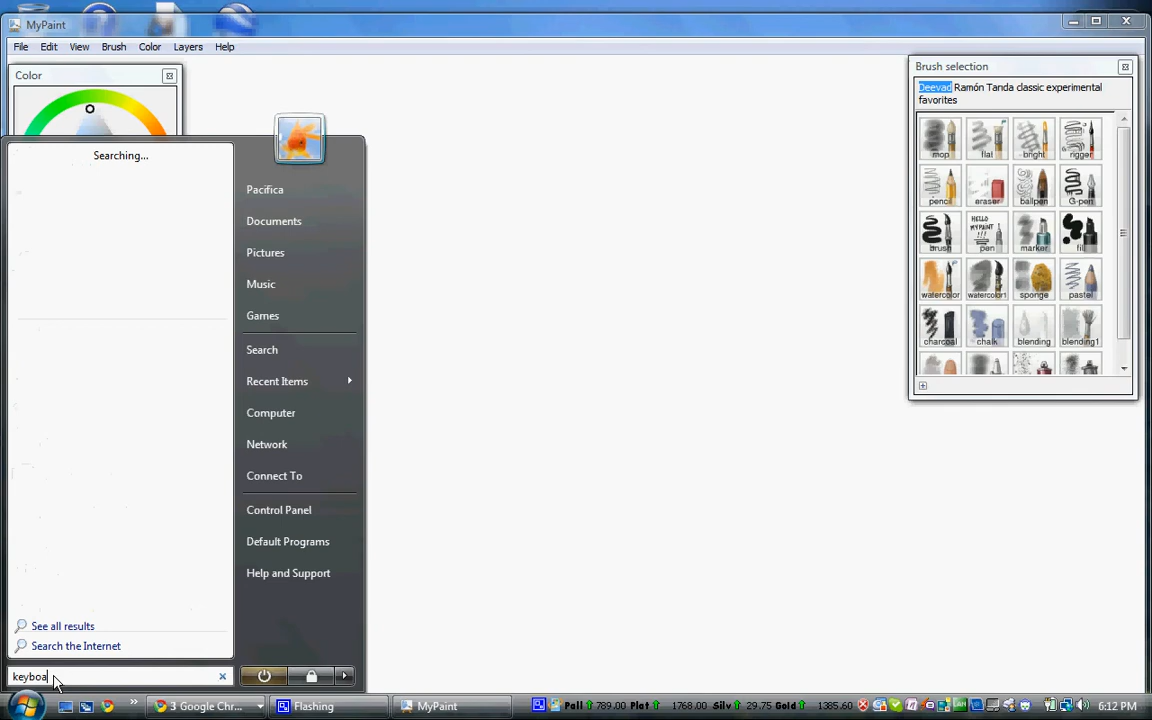 MyPaint
File Edit View Brush Color Layers Help
Color
Brush selection
Deevad Ramón Tanda classic experimental
favorites
mop flat bright rigger
pencil eraser ballpen G-pen
brush HELLO MYPAINT !!! pen marker fill
watercolor watercolor1 sponge pastel
charcoal chalk blending blending1
Searching...
Pacifica
Documents
Pictures
Music
Games
Search
Recent Items
Computer
Network
Connect To
Control Panel
Default Programs
Help and Support
See all results
Search the Internet
keyboa
3 Google Chr... Flashing MyPaint Pall 789.00 Plat 1768.00 Silv 29.75 Gold 1385.60 LAN 6:12 PM